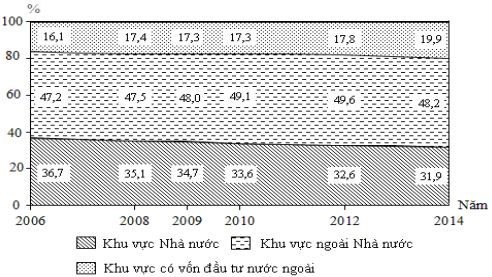 %
100
16,1 17,4 17,3 17,3 17,8 19,9
80
60
47,2 47,5 48,0 49,1 49,6 48,2
40
36,7 35,1 34,7 33,6 32,6 31,9
20
0
Năm
2006 2008 2009 2010 2012 2014
Khu vực Nhà nước Khu vực ngoài Nhà nước
Khu vực có vốn đầu tư nước ngoài